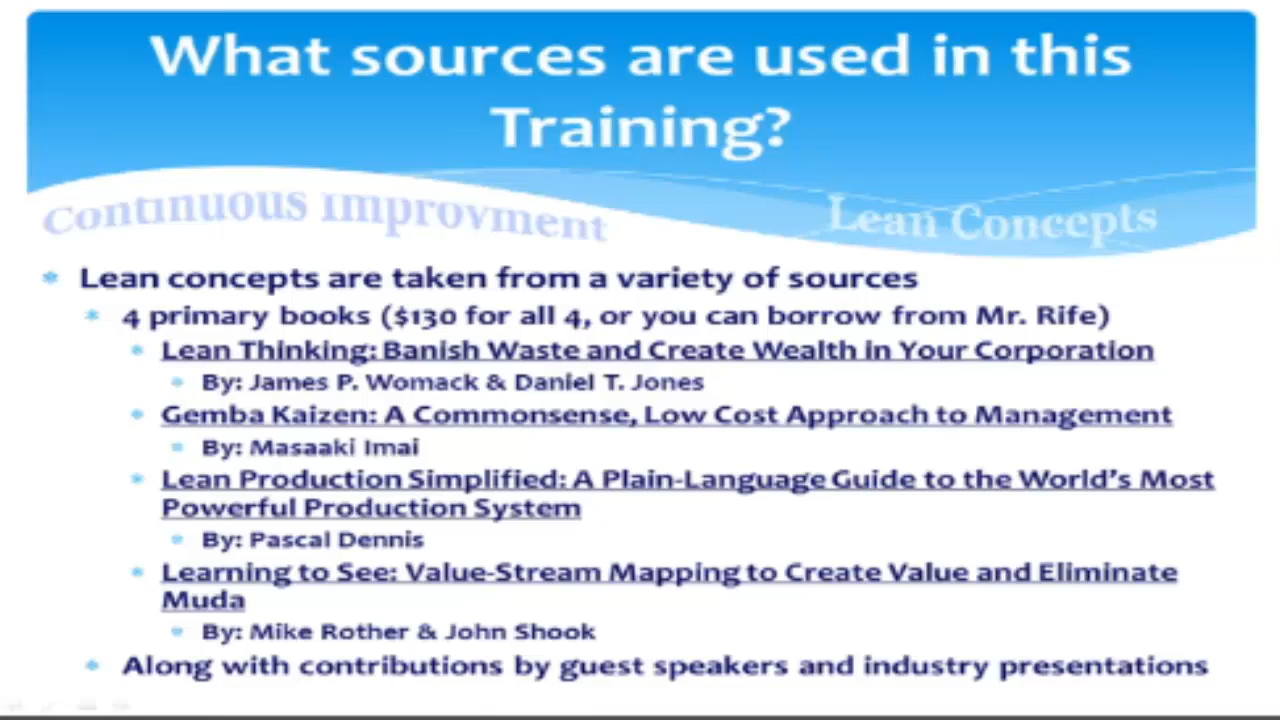 What sources are used in this
Training?
Continuous Improvment
Lean Concepts
Lean concepts are taken from a variety of sources
4 primary books ($130 for all 4, or you can borrow from Mr. Rife)
Lean Thinking: Banish Waste and Create Wealth in Your Corporation
By: James P. Womack & Daniel T. Jones
Gemba Kaizen: A Commonsense, Low Cost Approach to Management
By: Masaaki Imai
Lean Production Simplified: A Plain-Language Guide to the World's Most
Powerful Production System
By: Pascal Dennis
Learning to See: Value-Stream Mapping to Create Value and Eliminate
Muda
By: Mike Rother & John Shook
Along with contributions by guest speakers and industry presentations